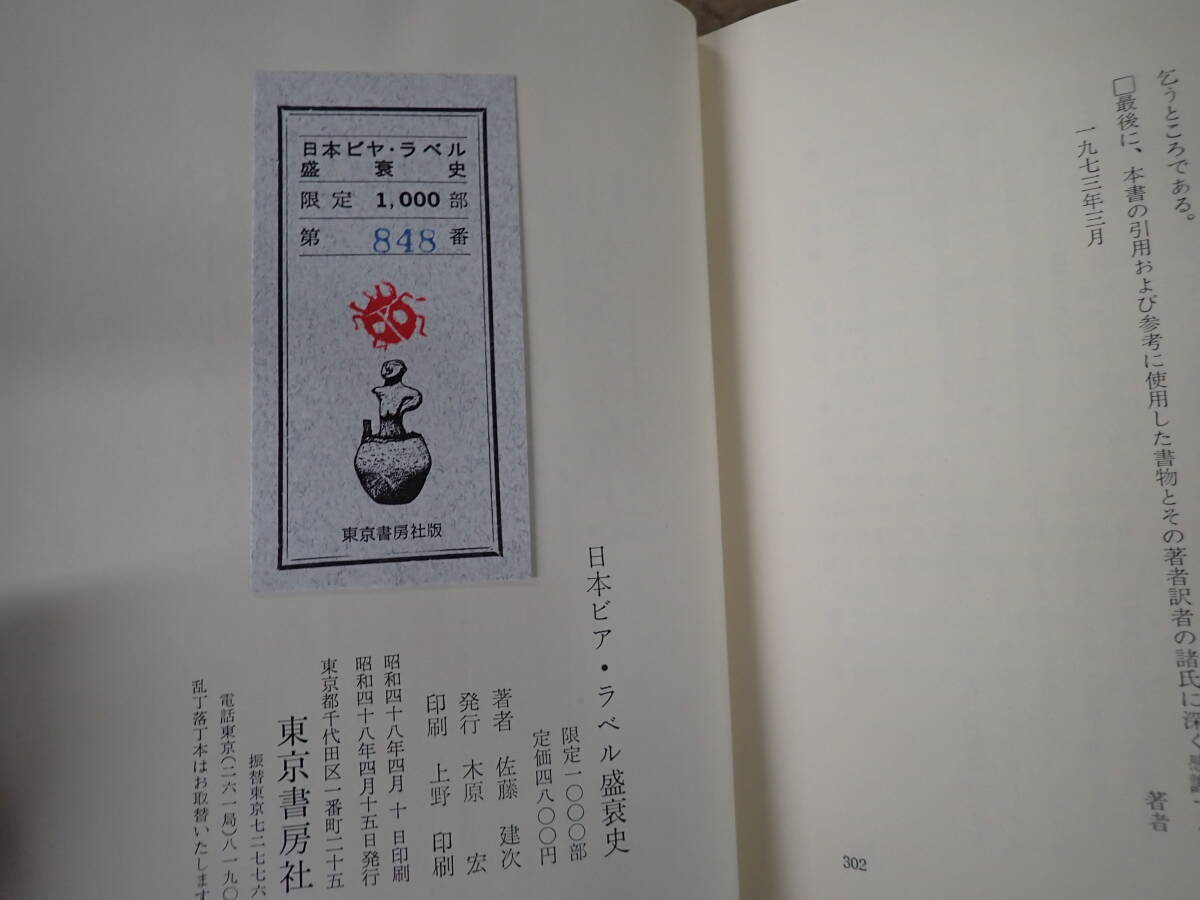 乞うところである。
□最後に、本書の引用および参考に使用した書物とその著者訳者の諸氏に深く感謝
一九七三年三月
著者
302
日本ビヤ・ラベル
盛衰史
限定 1,000 部
第 848 番
東京書房社版
日本ビア・ラベル盛衰史
限定一〇〇〇部
定価四八〇〇円
著者 佐藤 建次
発行 木原 宏
印刷 上野 印刷
昭和四十八年四月 十 日印刷
昭和四十八年四月十五日発行
東京都千代田区一番町二十五
東京書房社
振替東京七二七七六
電話東京(二六一局)八一九〇
乱丁落丁本はお取替いたします